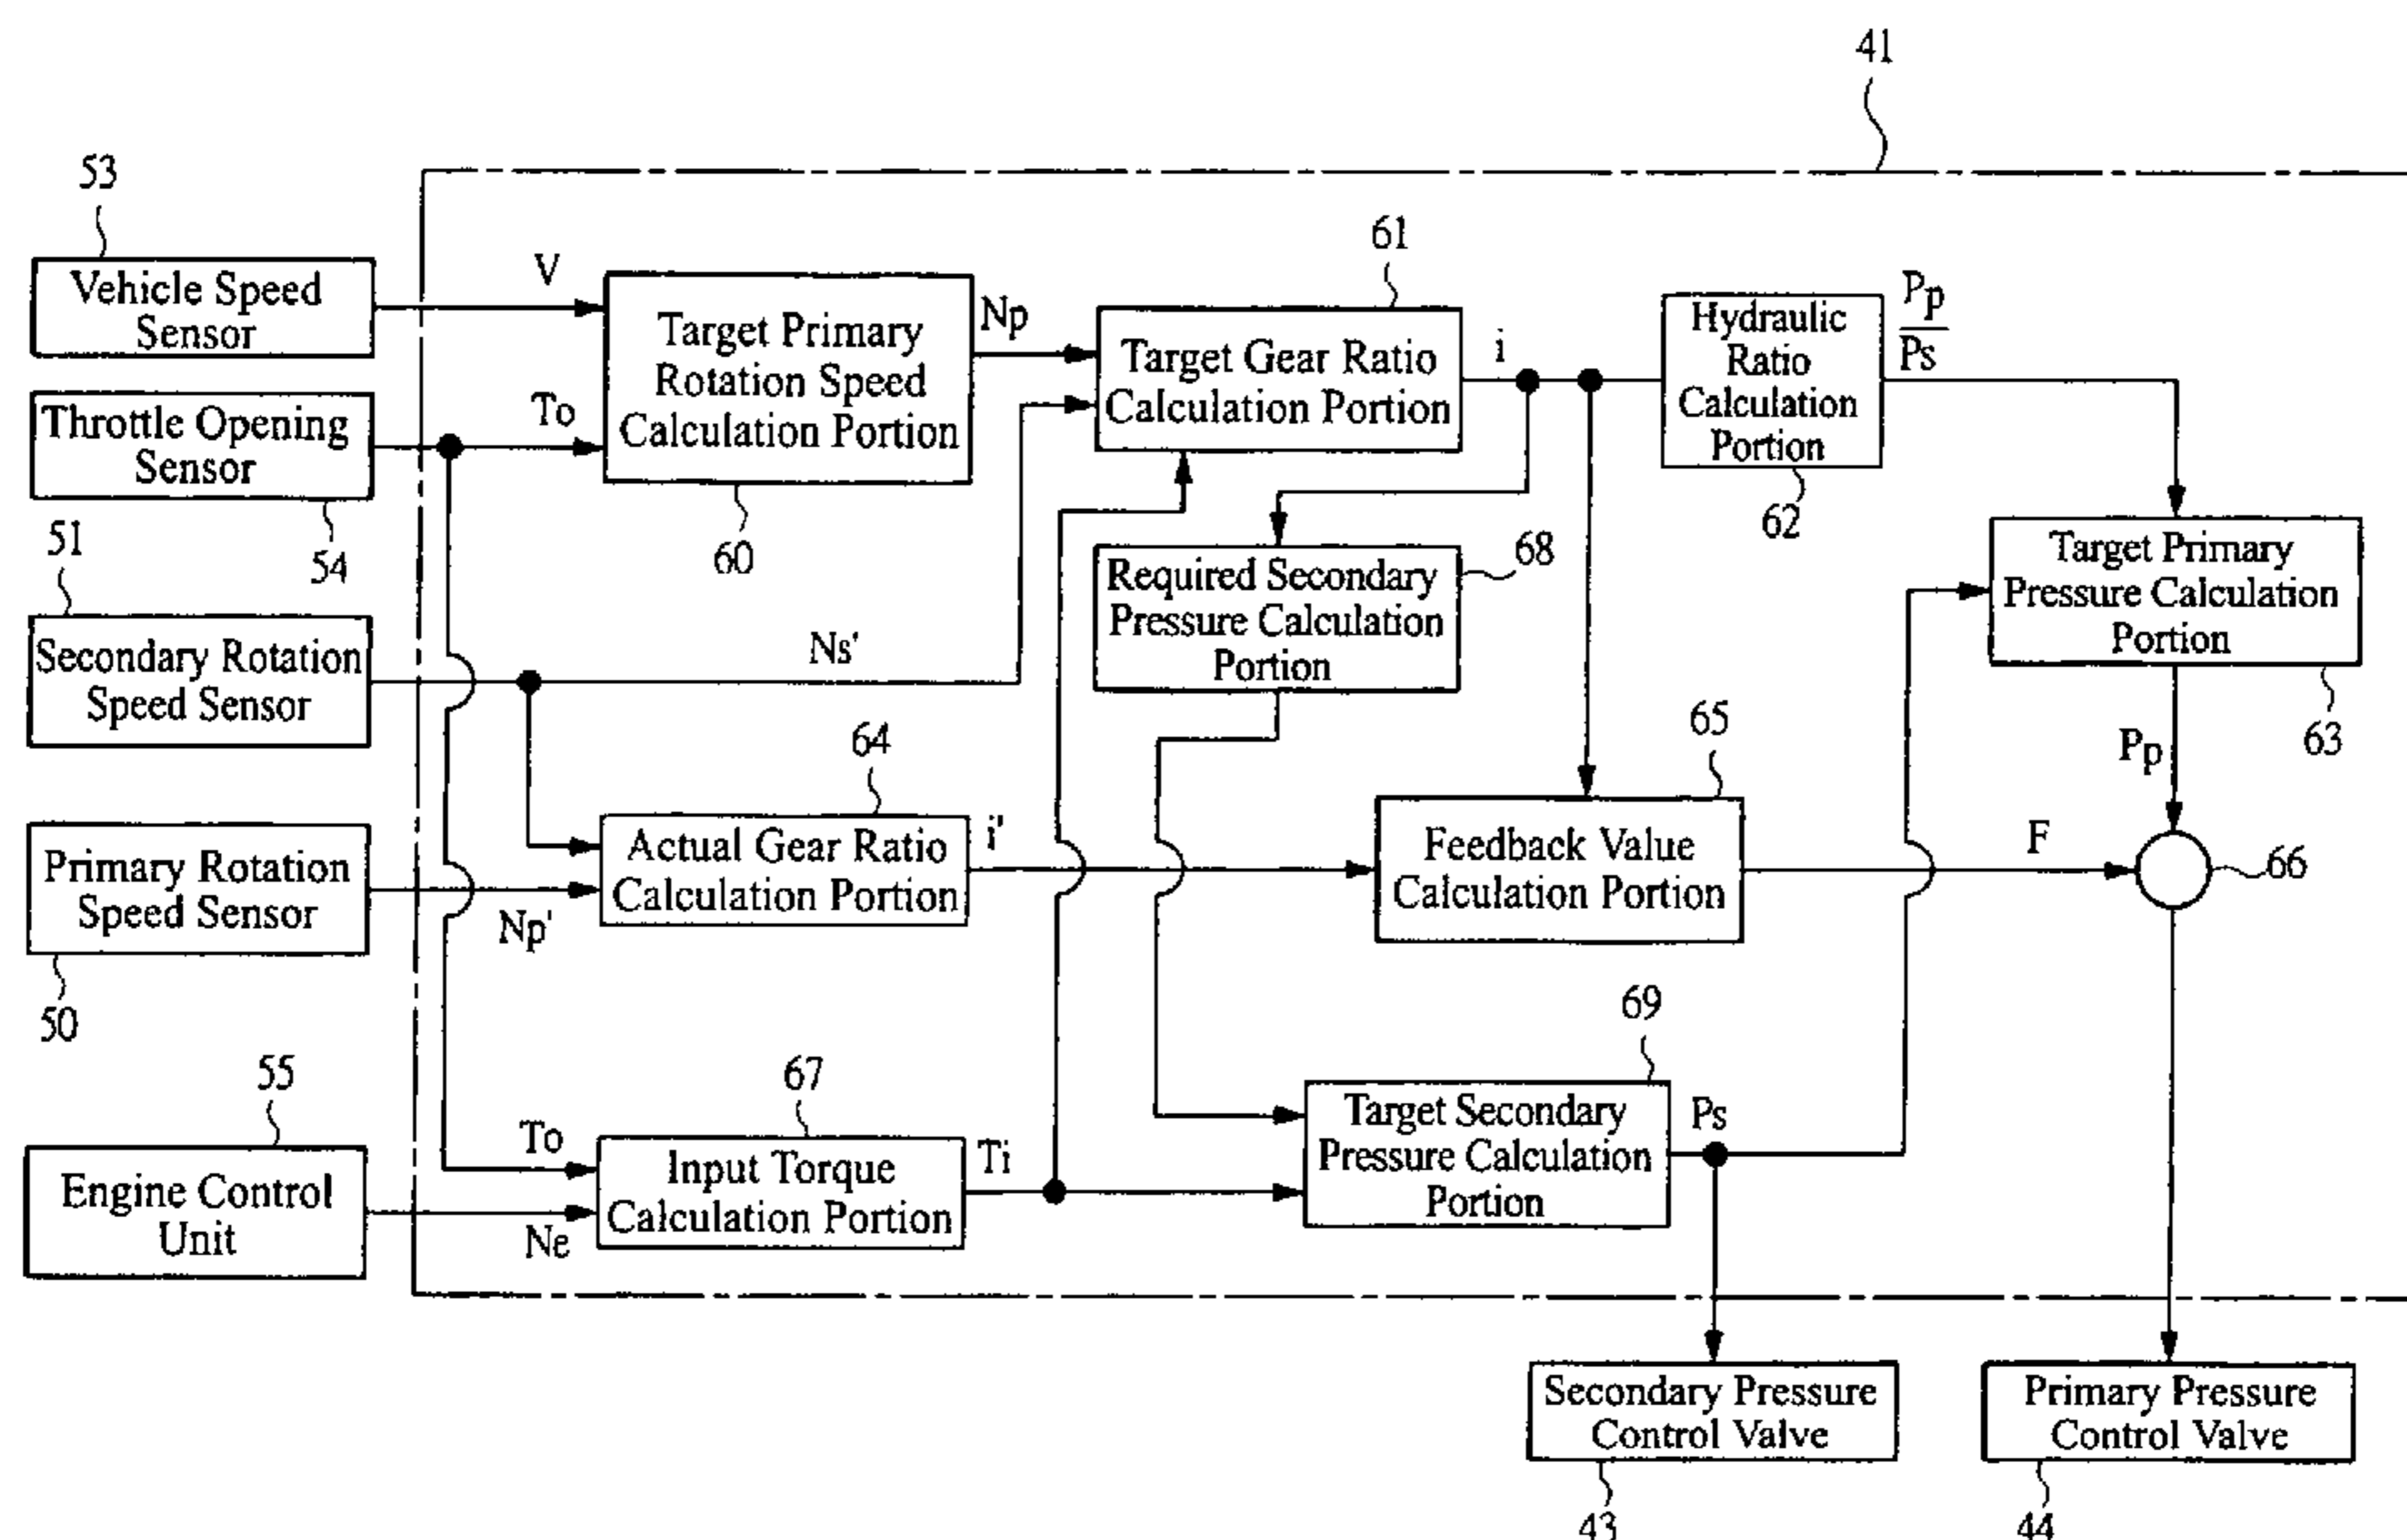 41
53
Vehicle Speed
Sensor
V
Throttle Opening
Sensor
54
To
Target Primary
Rotation Speed
Calculation Portion
60
Np
61
Target Gear Ratio
Calculation Portion
i
Hydraulic
Ratio
Calculation
Portion
62
Pp
Ps
51
Secondary Rotation
Speed Sensor
Ns'
Required Secondary
Pressure Calculation
Portion
68
Target Primary
Pressure Calculation
Portion
63
Pp
Primary Rotation
Speed Sensor
50
Np'
64
Actual Gear Ratio
Calculation Portion
i'
65
Feedback Value
Calculation Portion
F
66
55
Engine Control
Unit
To
Ne
67
Input Torque
Calculation Portion
Ti
69
Target Secondary
Pressure Calculation
Portion
Ps
Secondary Pressure
Control Valve
43
Primary Pressure
Control Valve
44